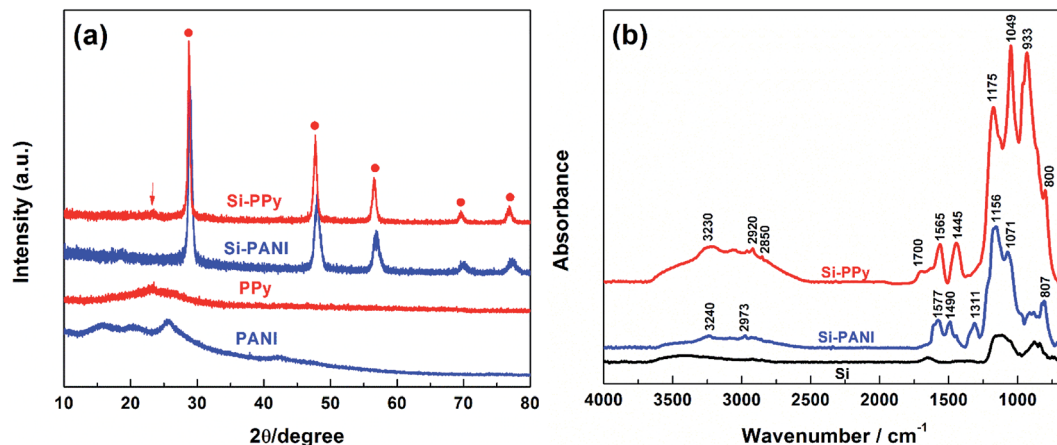 (a)
Intensity (a.u.)
Si-PPy
Si-PANI
PPy
PANI
10 20 30 40 50 60 70 80
2θ/degree
(b)
Absorbance
1049
933
1175
800
3230
2920
2850
1700
1565
1445
Si-PPy
1156
1071
807
3240
2973
1577
1490
1311
Si-PANI
Si
4000 3500 3000 2500 2000 1500 1000
Wavenumber / cm⁻¹